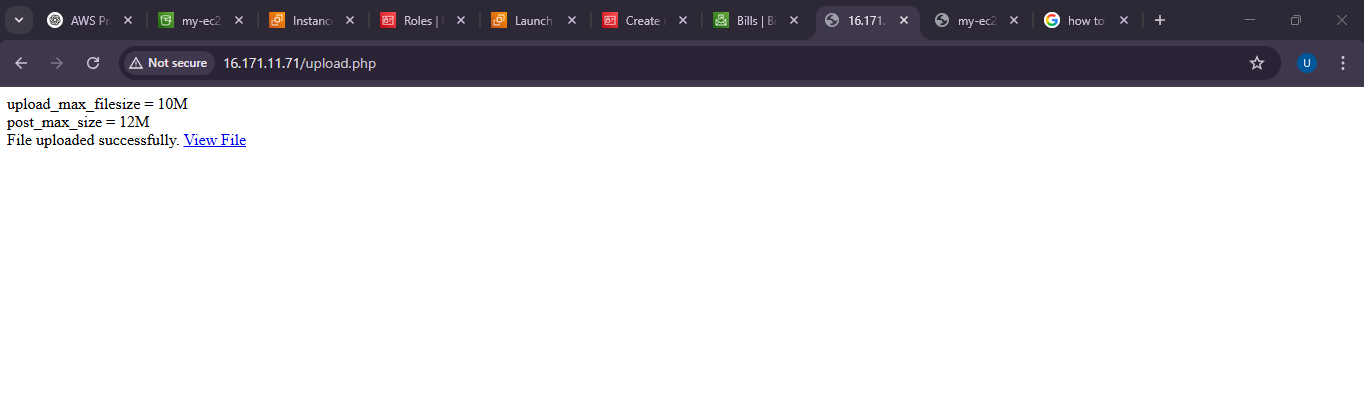 AWS Pr
my-ec2
Instanc
Roles |
Launch
Create
Bills | Bi
16.171.
my-ec2
how to
Not secure 16.171.11.71/upload.php U
upload_max_filesize = 10M
post_max_size = 12M
File uploaded successfully. View File